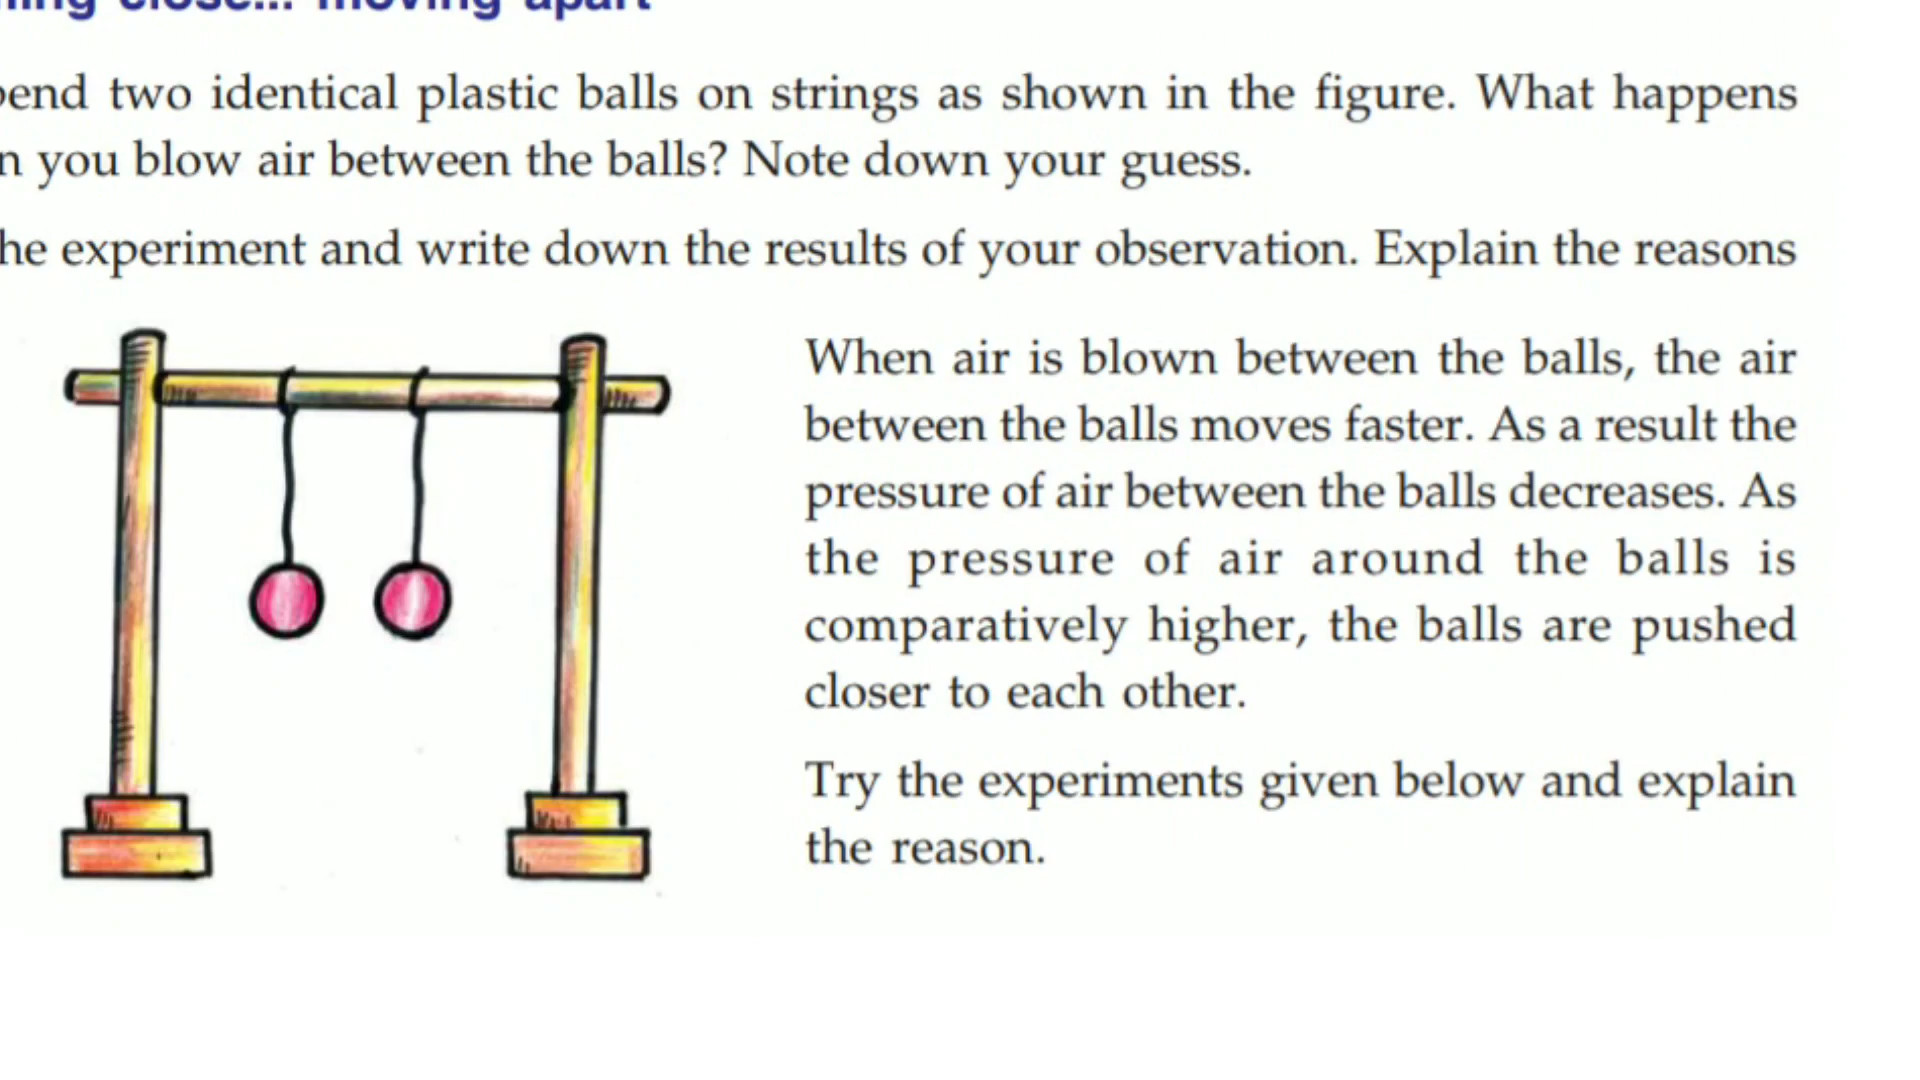 close... moving apart
two identical plastic balls on strings as shown in the figure. What happens
you blow air between the balls? Note down your guess.
experiment and write down the results of your observation. Explain the reasons
When air is blown between the balls, the air
between the balls moves faster. As a result the
pressure of air between the balls decreases. As
the pressure of air around the balls is
comparatively higher, the balls are pushed
closer to each other.
Try the experiments given below and explain
the reason.